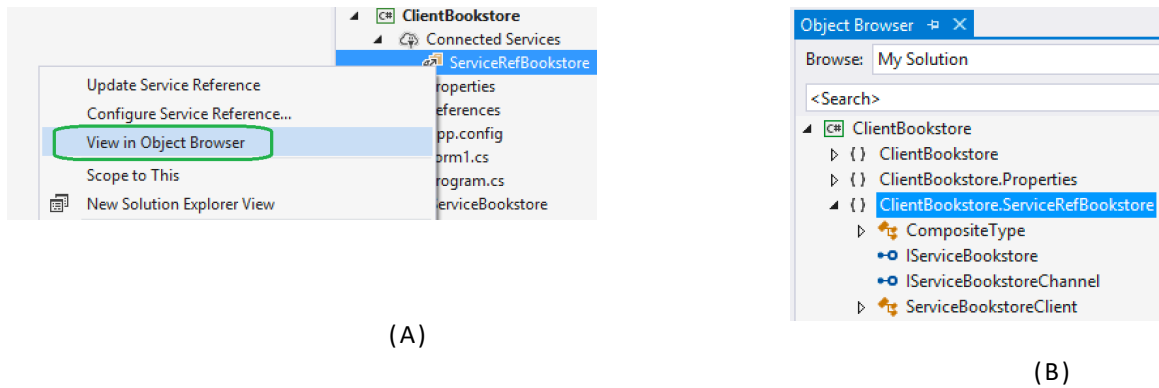 C# ClientBookstore
Connected Services
ServiceRefBookstore
Update Service Reference
roperties
Configure Service Reference...
eferences
View in Object Browser
pp.config
orm1.cs
Scope to This
rogram.cs
New Solution Explorer View
erviceBookstore
(A)
Object Browser
Browse: My Solution
<Search>
C# ClientBookstore
{ } ClientBookstore
{ } ClientBookstore.Properties
{ } ClientBookstore.ServiceRefBookstore
CompositeType
IServiceBookstore
IServiceBookstoreChannel
ServiceBookstoreClient
(B)